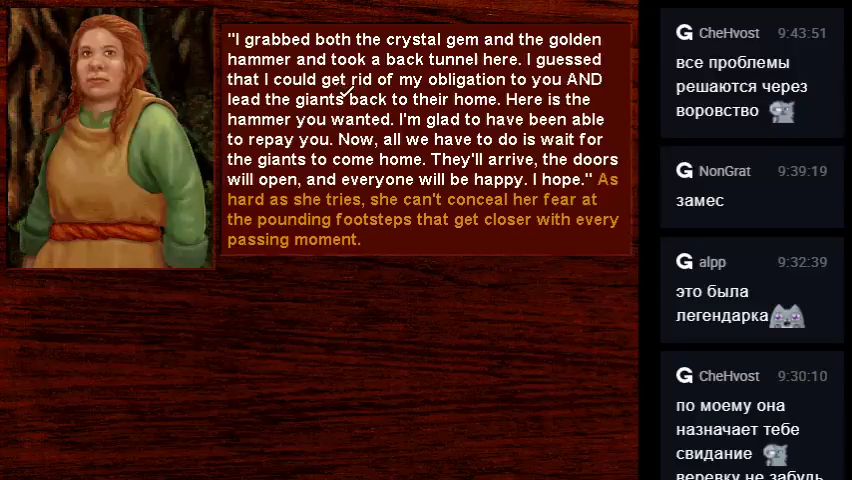 "I grabbed both the crystal gem and the golden
hammer and took a back tunnel here. I guessed
that I could get rid of my obligation to you AND
lead the giants back to their home. Here is the
hammer you wanted. I'm glad to have been able
to repay you. Now, all we have to do is wait for
the giants to come home. They'll arrive, the doors
will open, and everyone will be happy. I hope." As
hard as she tries, she can't conceal her fear at
the pounding footsteps that get closer with every
passing moment.
G CheHvost 9:43:51
все проблемы
решаются через
воровство
G NonGrat 9:39:19
замес
G alpp 9:32:39
это была
легендарка
G CheHvost 9:30:10
по моему она
назначает тебе
свидание
веревку не забудь